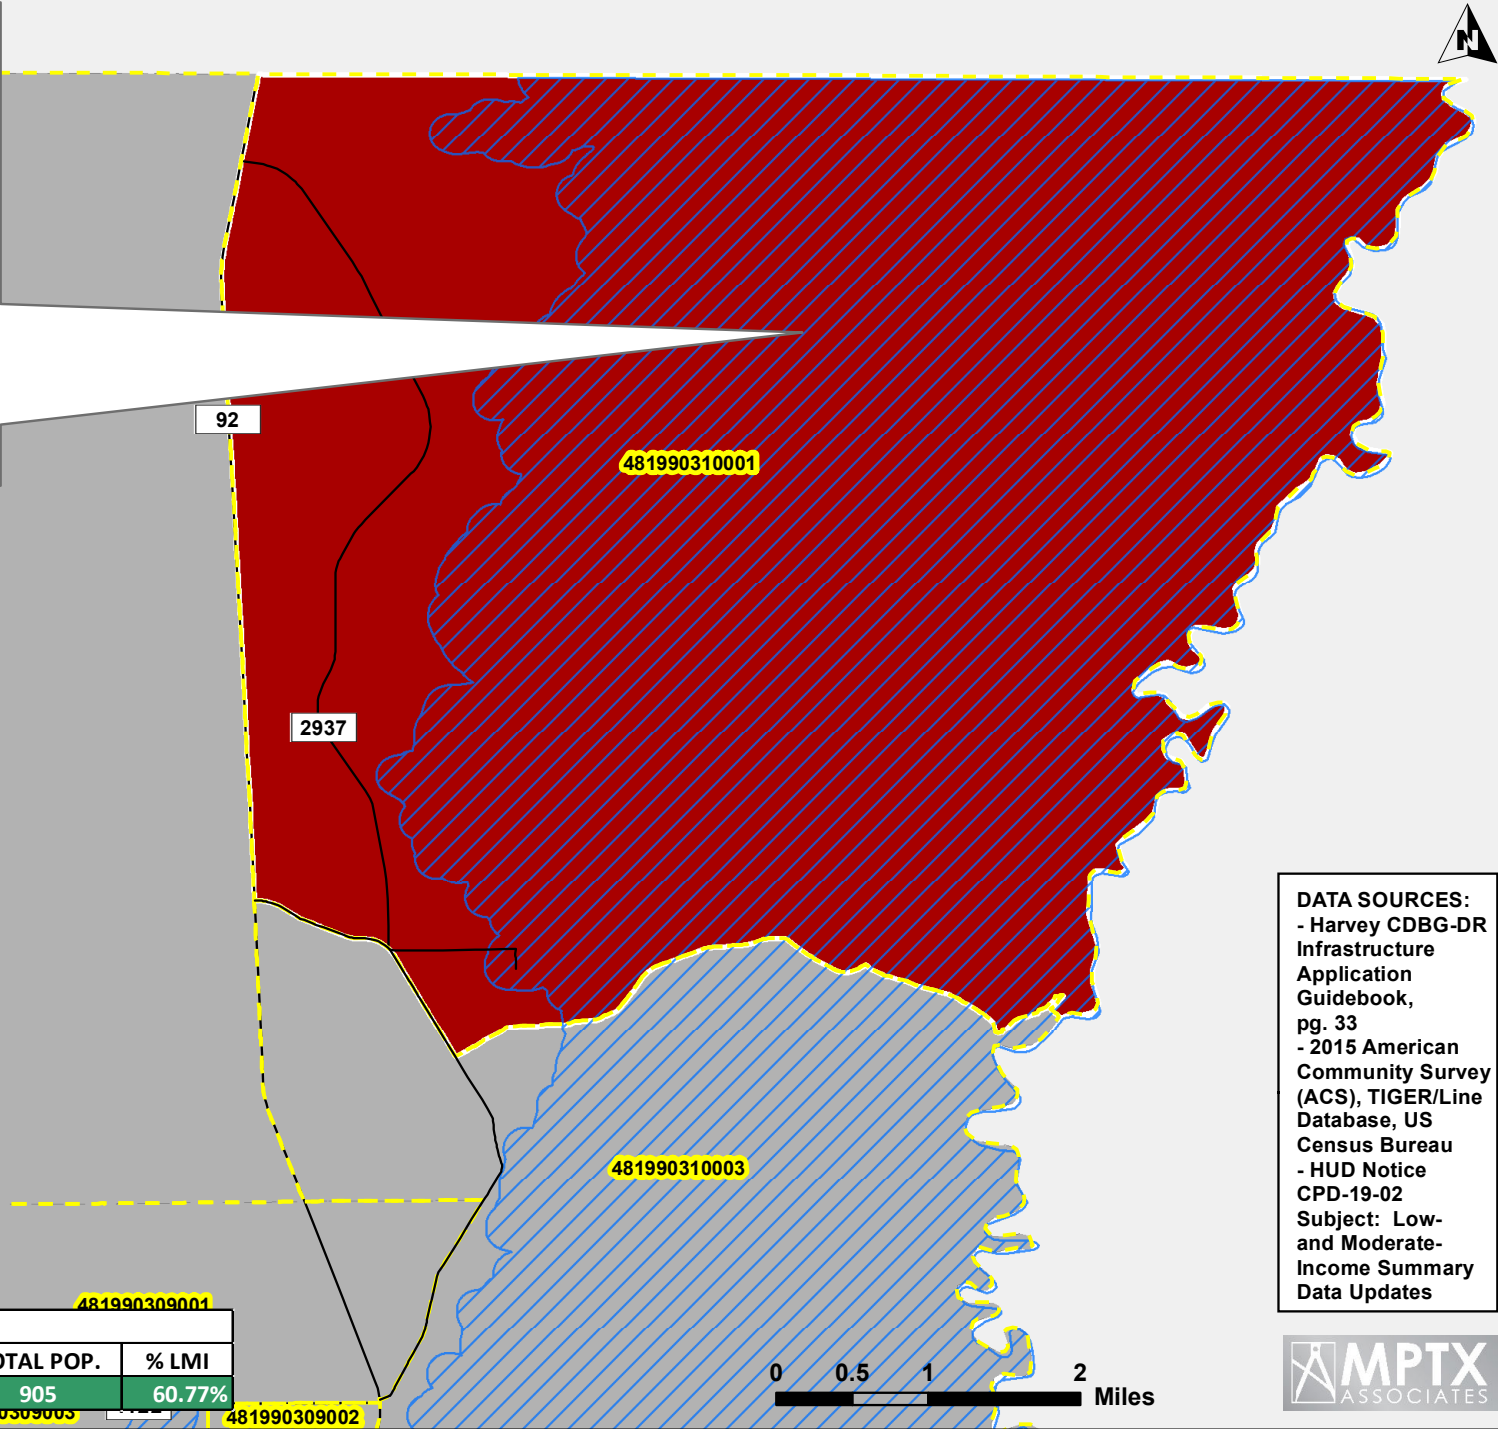 N
92
481990310001
2937
DATA SOURCES:
- Harvey CDBG-DR
Infrastructure
Application
Guidebook,
pg. 33
- 2015 American
Community Survey
(ACS), TIGER/Line
Database, US
Census Bureau
- HUD Notice
CPD-19-02
Subject: Low-
and Moderate-
Income Summary
Data Updates
481990310003
481990309001
OTAL POP. % LMI
905 60.77%
0309003
481990309002
0 0.5 1 2
Miles
MPTX
ASSOCIATES